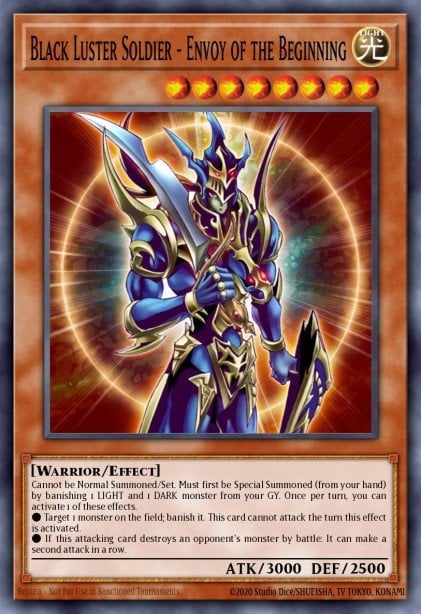 Black Luster Soldier - Envoy of the Beginning
LIGHT
光
[Warrior/Effect]
Cannot be Normal Summoned/Set. Must first be Special Summoned (from your hand)
by banishing 1 LIGHT and 1 DARK monster from your GY. Once per turn, you can
activate 1 of these effects.
● Target 1 monster on the field; banish it. This card cannot attack the turn this effect
is activated.
● If this attacking card destroys an opponent's monster by battle: It can make a
second attack in a row.
ATK/3000 DEF/2500
Replica - Not For Use in Sanctioned Tournaments
©2020 Studio Dice/SHUEISHA, TV TOKYO, KONAMI